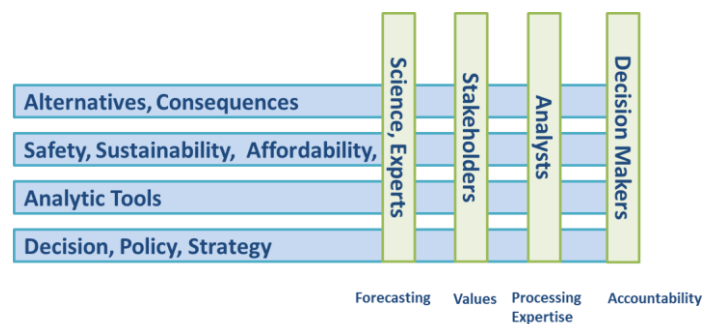 Alternatives, Consequences
Safety, Sustainability,  Affordability,
Analytic Tools
Decision, Policy, Strategy
Science, Experts
Stakeholders
Analysts
Decision Makers
Forecasting
Values
Processing
Expertise
Accountability